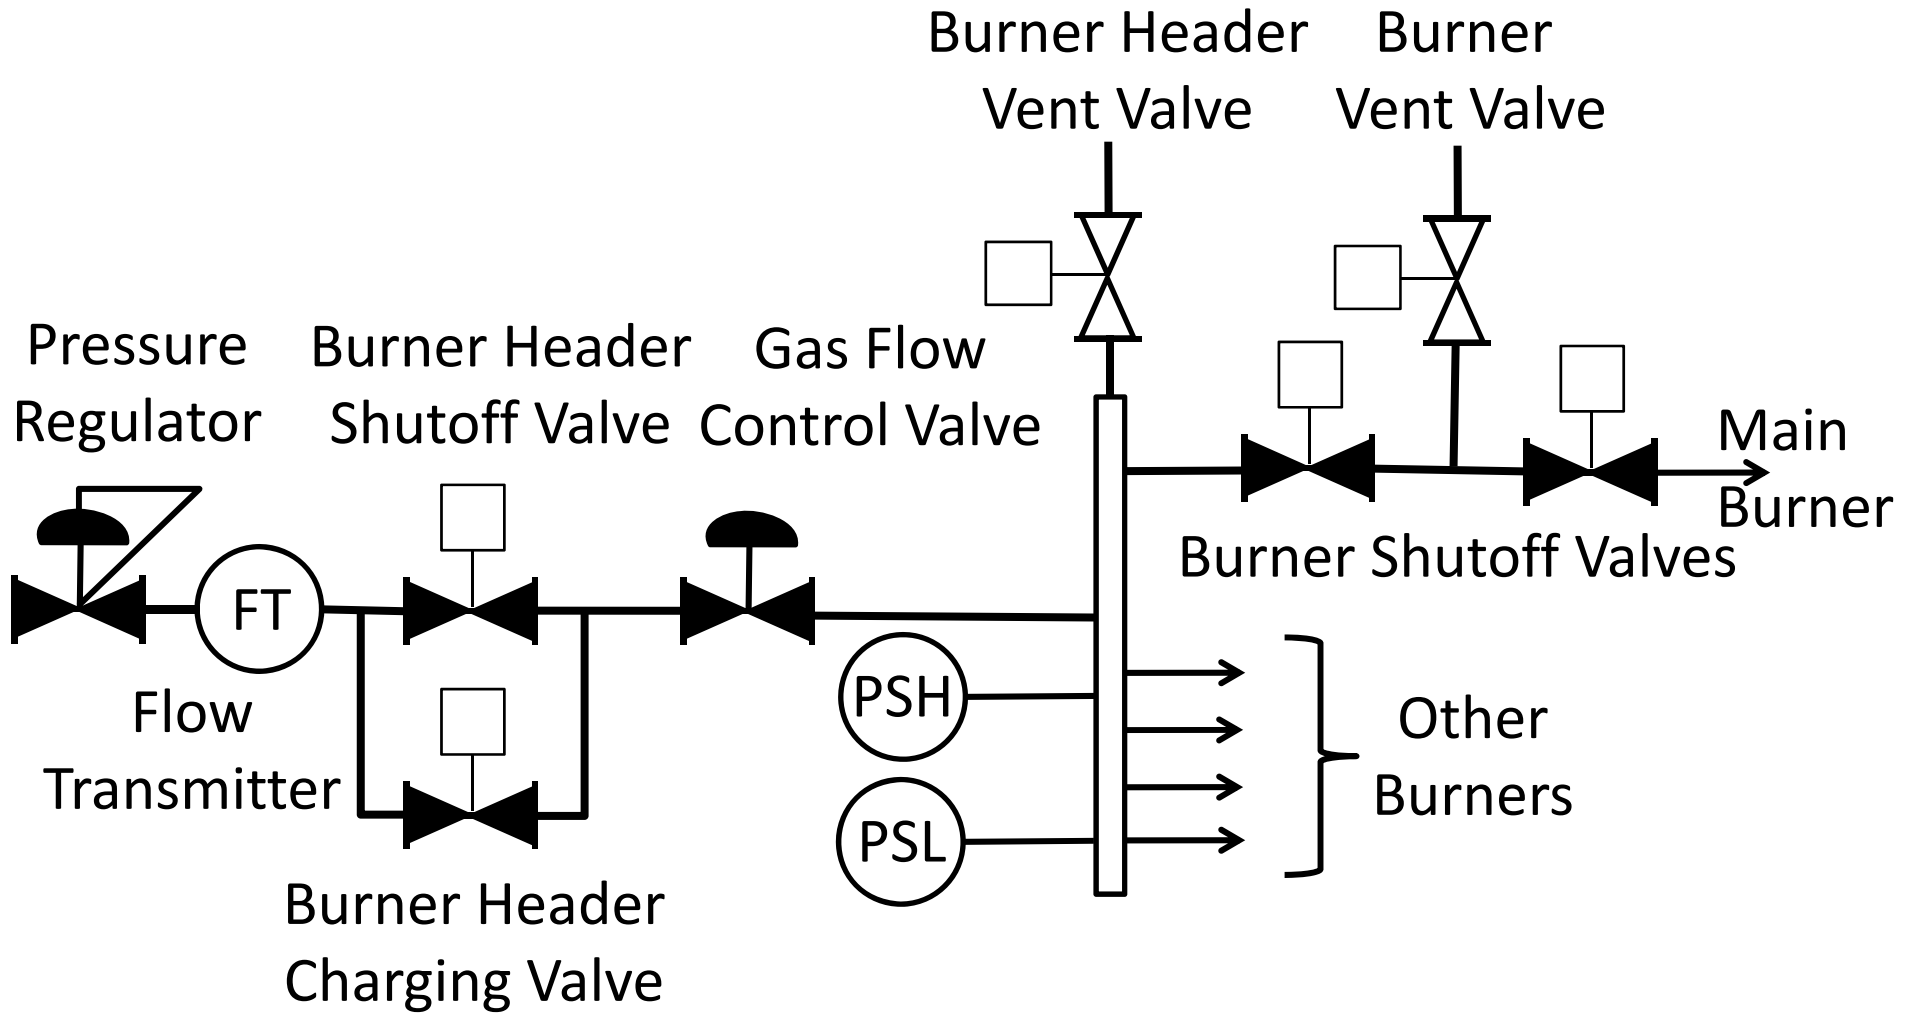 Burner Header
Vent Valve
Burner
Vent Valve
Pressure
Regulator
Burner Header
Shutoff Valve
Gas Flow
Control Valve
Main
Burner
Burner Shutoff Valves
FT
Flow
Transmitter
PSH
PSL
Other
Burners
Burner Header
Charging Valve